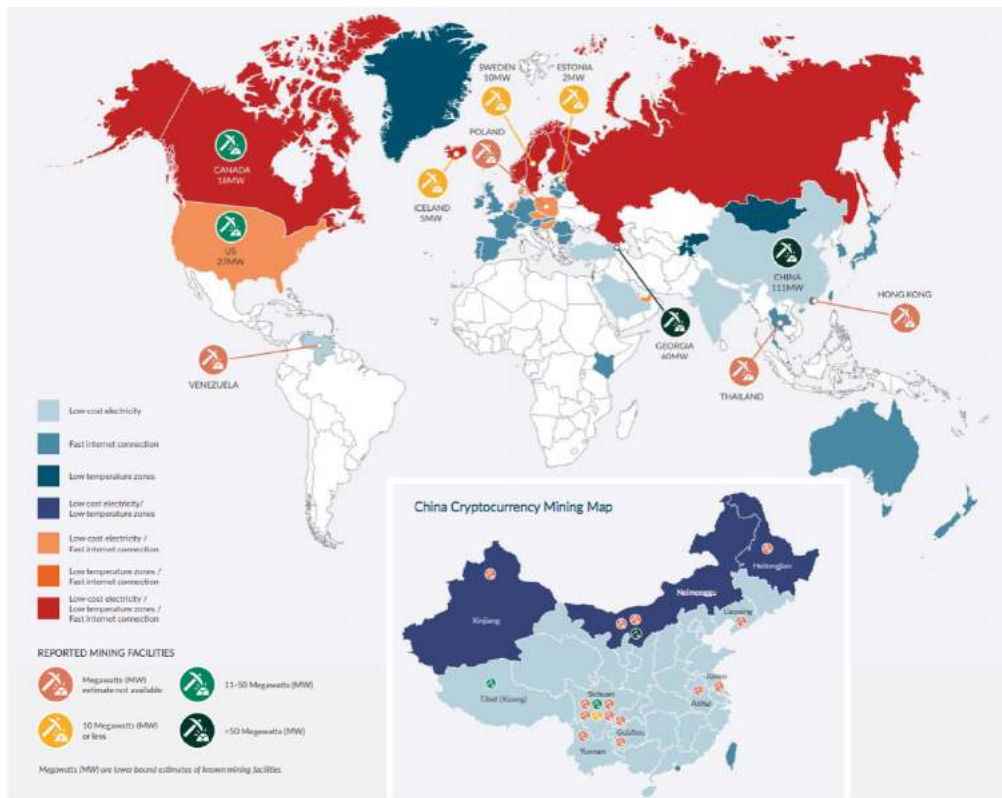 SWEDEN
10MW
ESTONIA
2MW
POLAND
CANADA
18MW
ICELAND
5MW
US
27MW
CHINA
111MW
HONG KONG
GEORGIA
60MW
VENEZUELA
THAILAND
Low-cost electricity
Fast internet connection
Low temperature zones
Low cost electricity/
Low temperature zones
Low-cost electricity /
Fast internet connection
Low temperature zones /
Fast internet connection
Low-cost electricity /
Low temperature zones /
Fast internet connection
REPORTED MINING FACILITIES
Megawatts (MW)
estimate not available
11-50 Megawatts (MW)
10 Megawatts (MW)
or less
>50 Megawatts (MW)
Megawatts (MW) are lower bound estimates of known mining facilities
China Cryptocurrency Mining Map
Heilongjian
Neimonggu
Xinjiang
Liaoning
Tibet (Xizang)
Sichuan
Anhui
Guizhou
Yunnan